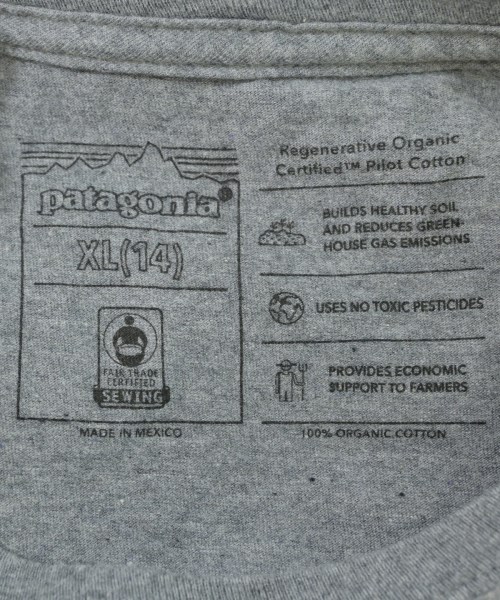 patagonia®
XL(14)
FAIR TRADE
CERTIFIED
SEWING
MADE IN MEXICO
Regenerative Organic
Certified™ Pilot Cotton
BUILDS HEALTHY SOIL
AND REDUCES GREEN-
HOUSE GAS EMISSIONS
USES NO TOXIC PESTICIDES
PROVIDES ECONOMIC
SUPPORT TO FARMERS
100% ORGANIC COTTON